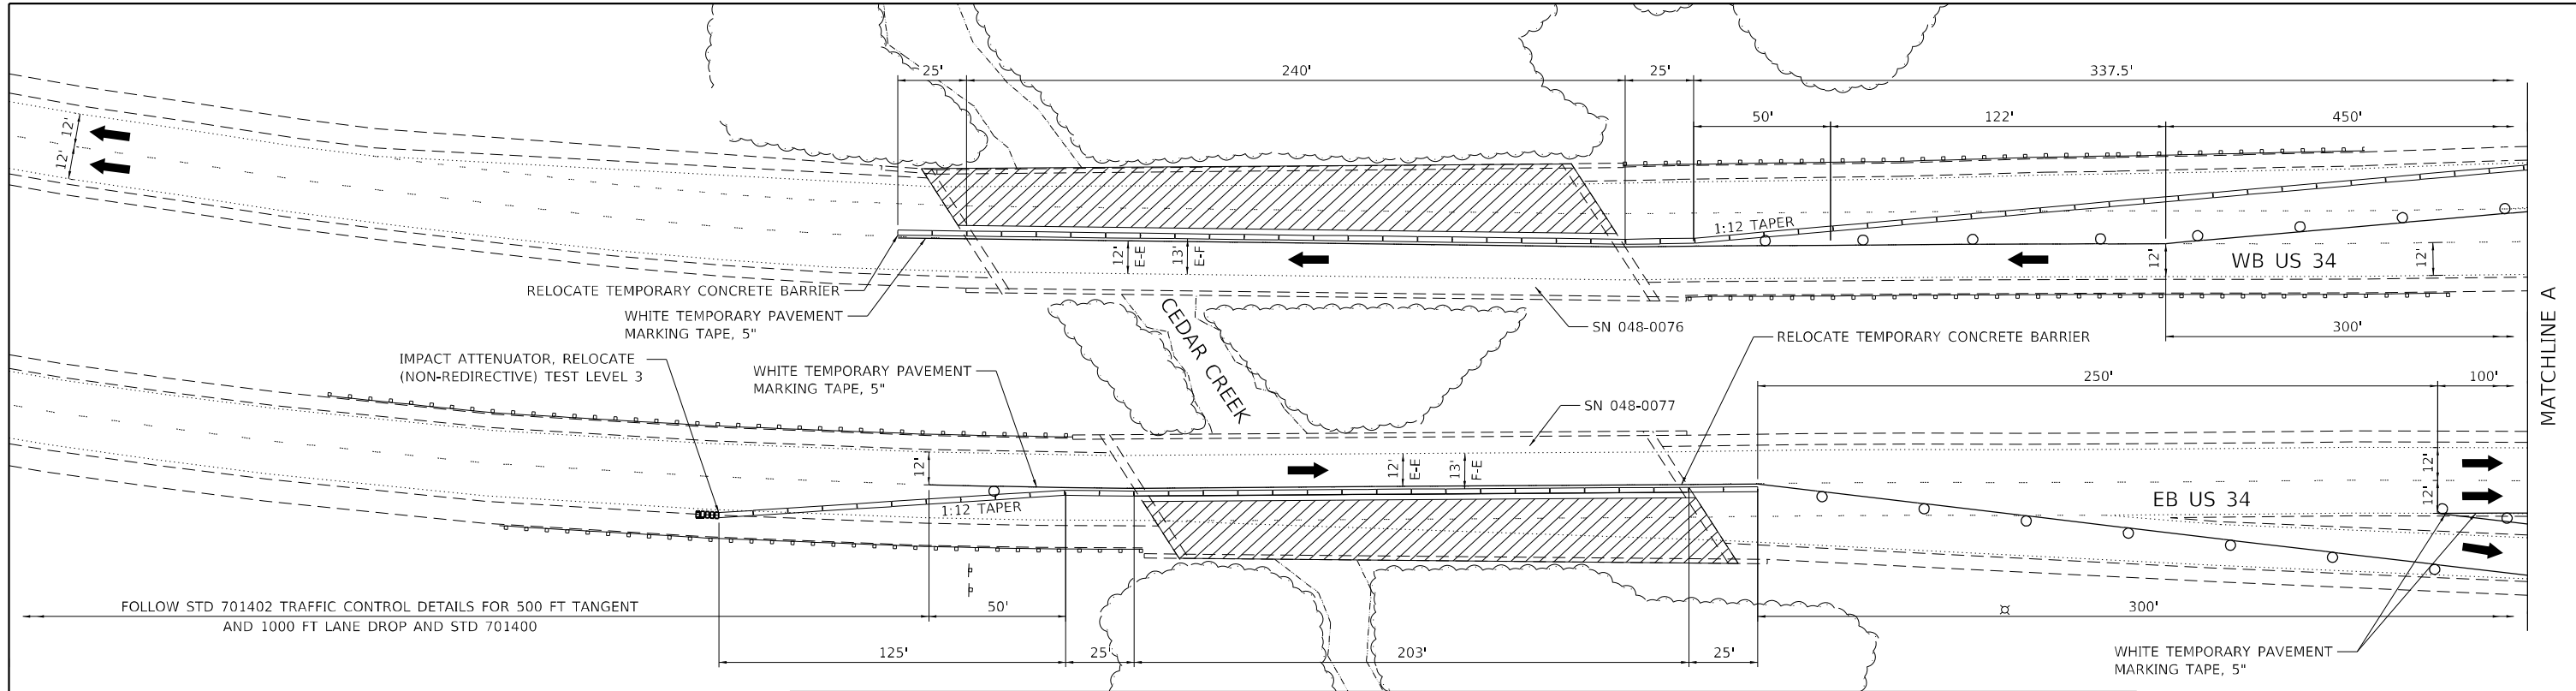 25'
240'
25'
337.5'
50'
122'
450'
12'
12'
1:12 TAPER
12'
E-E
13'
E-F
12'
WB US 34
12'
RELOCATE TEMPORARY CONCRETE BARRIER
WHITE TEMPORARY PAVEMENT
MARKING TAPE, 5"
CEDAR CREEK
SN 048-0076
300'
MATCHLINE A
IMPACT ATTENUATOR, RELOCATE
(NON-REDIRECTIVE) TEST LEVEL 3
WHITE TEMPORARY PAVEMENT
MARKING TAPE, 5"
RELOCATE TEMPORARY CONCRETE BARRIER
250'
100'
SN 048-0077
12'
12'
E-E
13'
F-E
12'
12'
EB US 34
1:12 TAPER
FOLLOW STD 701402 TRAFFIC CONTROL DETAILS FOR 500 FT TANGENT
AND 1000 FT LANE DROP AND STD 701400
50'
300'
125'
25'
203'
25'
WHITE TEMPORARY PAVEMENT
MARKING TAPE, 5"